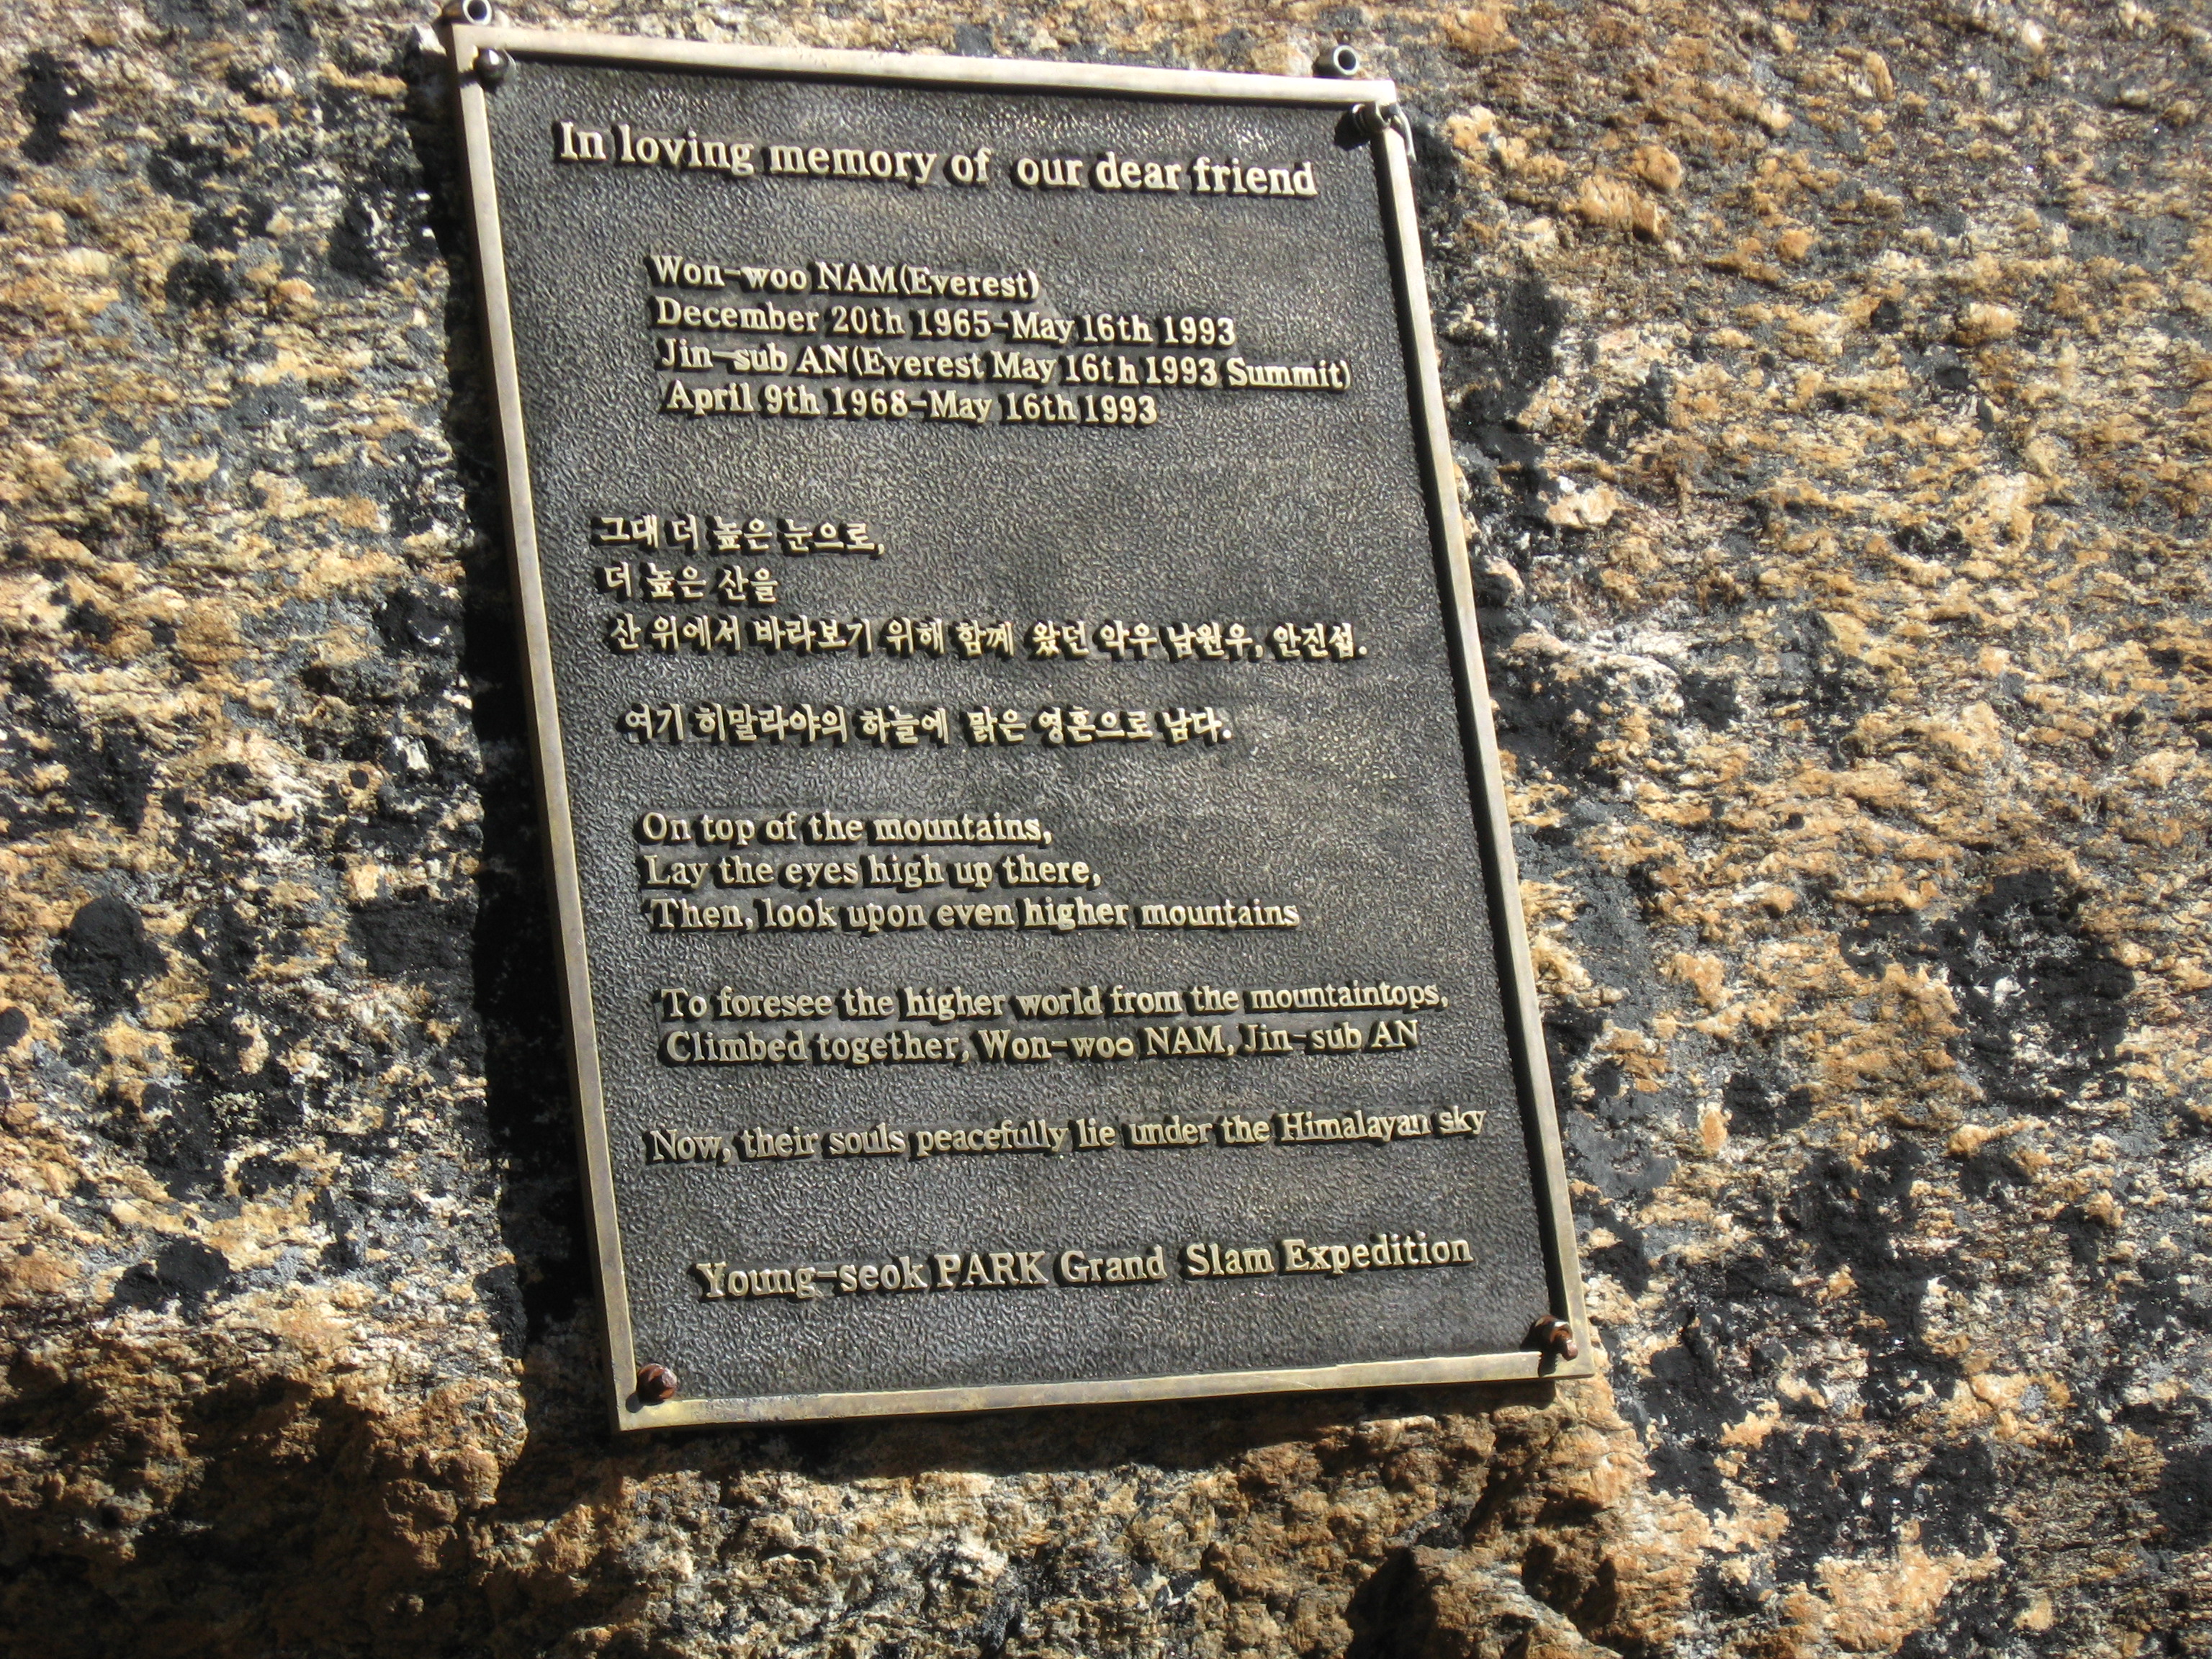 In loving memory of our dear friend
Won-woo NAM(Everest)
December 20th 1965-May 16th 1993
Jin-sub AN(Everest May 16th 1993 Summit)
April 9th 1968-May 16th 1993
그대 더 높은 눈으로,
더 높은 산을
산 위에서 바라보기 위해 함께 왔던 악우 남원우, 안진섭.
여기 히말라야의 하늘에 맑은 영혼으로 남다.
On top of the mountains,
Lay the eyes high up there,
Then, look upon even higher mountains
To foresee the higher world from the mountaintops,
Climbed together, Won-woo NAM, Jin-sub AN
Now, their souls peacefully lie under the Himalayan sky
Young-seok PARK Grand Slam Expedition